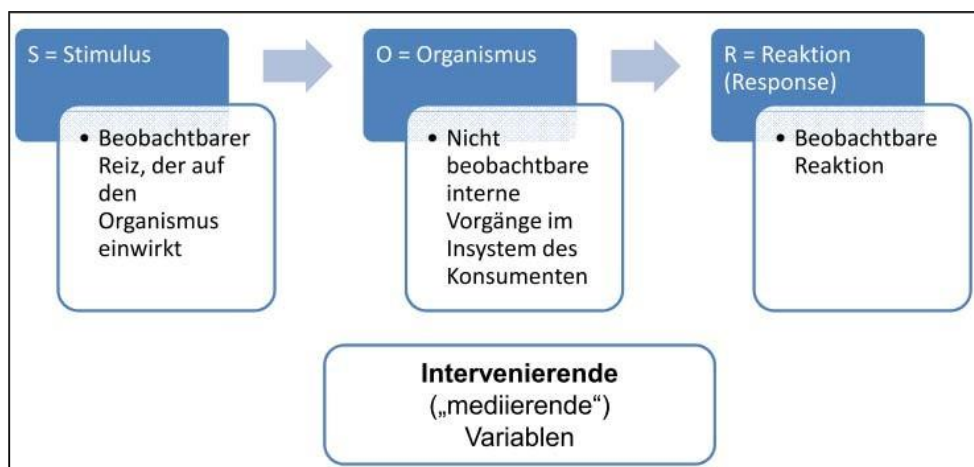 S = Stimulus
• Beobachtbarer
Reiz, der auf
den
Organismus
einwirkt
O = Organismus
• Nicht
beobachtbare
interne
Vorgänge im
Insystem des
Konsumenten
R = Reaktion
(Response)
• Beobachtbare
Reaktion
Intervenierende
(„mediierende“)
Variablen